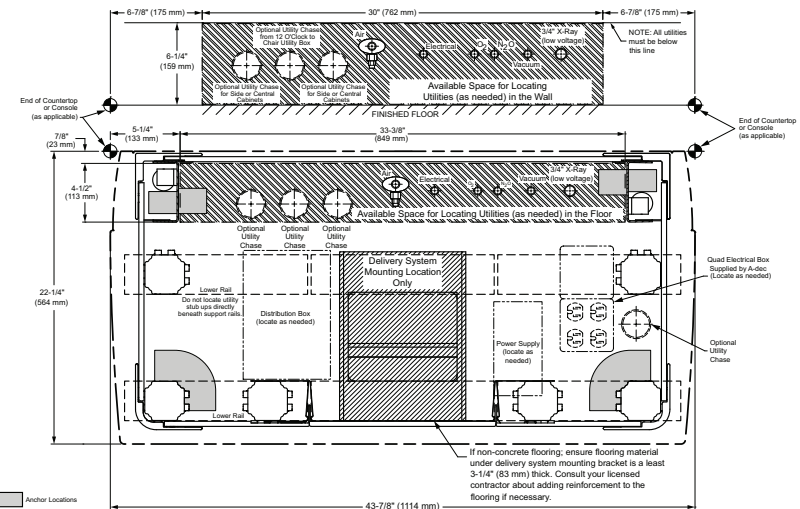 6-7/8" (175 mm)
30" (762 mm)
6-7/8" (175 mm)
6-1/4"
(159 mm)
Optional Utility Chase
from 12 O'Clock to
Chair Utility Box
Air
Electrical
O2
N2O
Vacuum
3/4" X-Ray
(low voltage)
NOTE: All utilities
must be below
this line
Optional Utility Chase
for Side or Central
Cabinets
Optional Utility Chase
for Side or Central
Cabinets
Available Space for Locating
Utilities (as needed) in the Wall
FINISHED FLOOR
End of Countertop
or Console
(as applicable)
End of Countertop
or Console
(as applicable)
7/8"
(23 mm)
5-1/4"
(133 mm)
33-3/8"
(849 mm)
4-1/2"
(113 mm)
Air
Electrical
Vacuum
3/4" X-Ray
(low voltage)
Available Space for Locating Utilities (as needed) in the Floor
Optional
Utility
Chase
Optional
Utility
Chase
Optional
Utility
Chase
Delivery System
Mounting Location
Only
Quad Electrical Box
Supplied by A-dec
(Locate as needed)
22-1/4"
(564 mm)
Lower Rail
Do not locate utility
stub ups directly
beneath support rails.
Distribution Box
(locate as needed)
Power Supply
(locate as
needed)
Optional
Utility
Chase
Lower Rail
If non-concrete flooring; ensure flooring material
under delivery system mounting bracket is a least
3-1/4" (83 mm) thick. Consult your licensed
contractor about adding reinforcement to the
flooring if necessary.
Anchor Locations
43-7/8" (1114 mm)